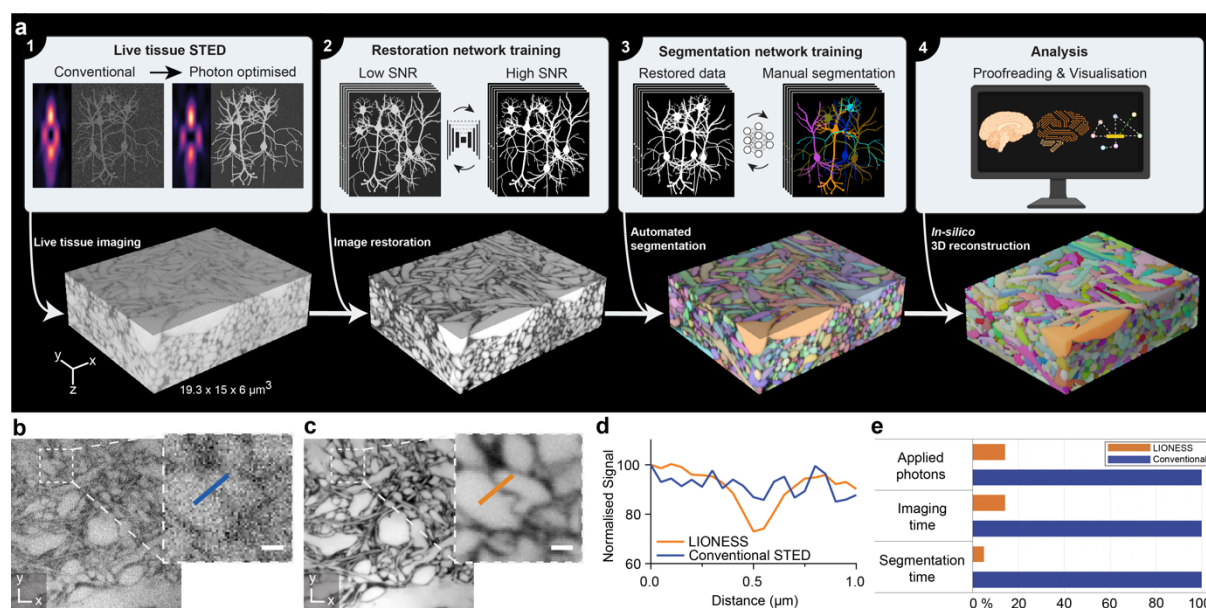 a
1
Live tissue STED
Conventional
Photon optimised
2
Restoration network training
Low SNR
High SNR
3
Segmentation network training
Restored data
Manual segmentation
4
Analysis
Proofreading & Visualisation
Live tissue imaging
Image restoration
Automated
segmentation
In-silico
3D reconstruction
y
x
z
19.3 x 15 x 6 µm³
b
y
x
c
y
x
d
Normalised Signal
100
80
60
LIONESS
Conventional STED
0.0
0.5
1.0
Distance (µm)
e
LIONESS
Conventional
Applied
photons
Imaging
time
Segmentation
time
0 %
20
40
60
80
100